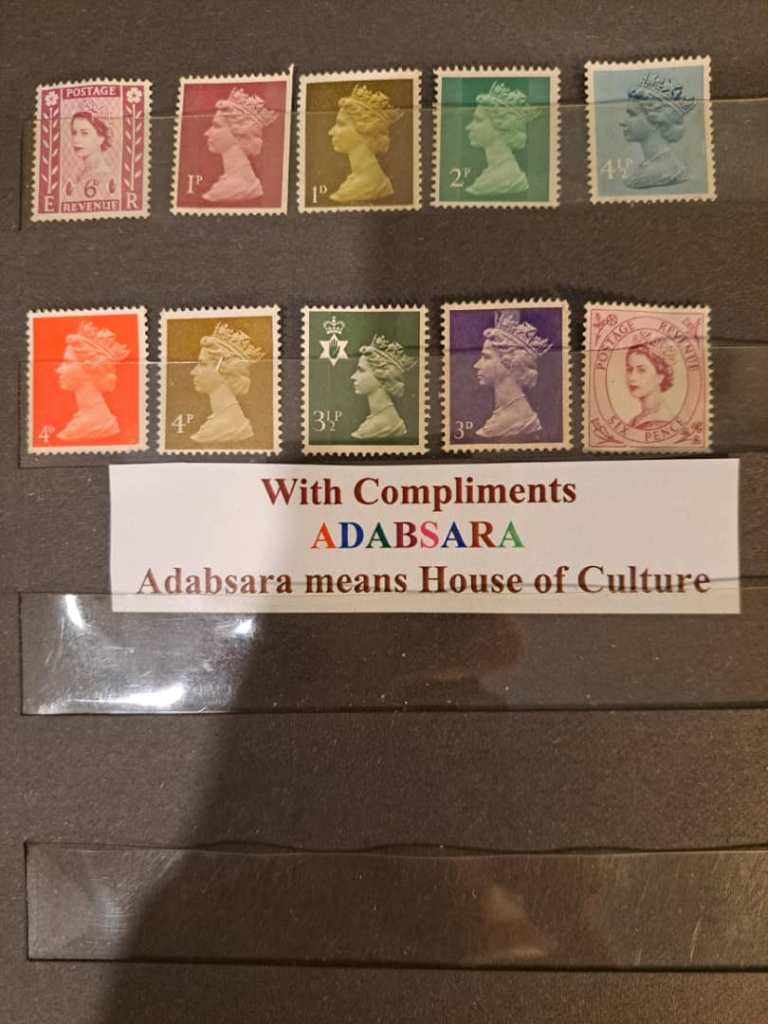 POSTAGE
6D
E REVENUE R
1P
1D
2P
4½P
4D
4P
3½P
3D
POSTAGE REVENUE
SIX PENCE
With Compliments
ADABSARA
Adabsara means House of Culture